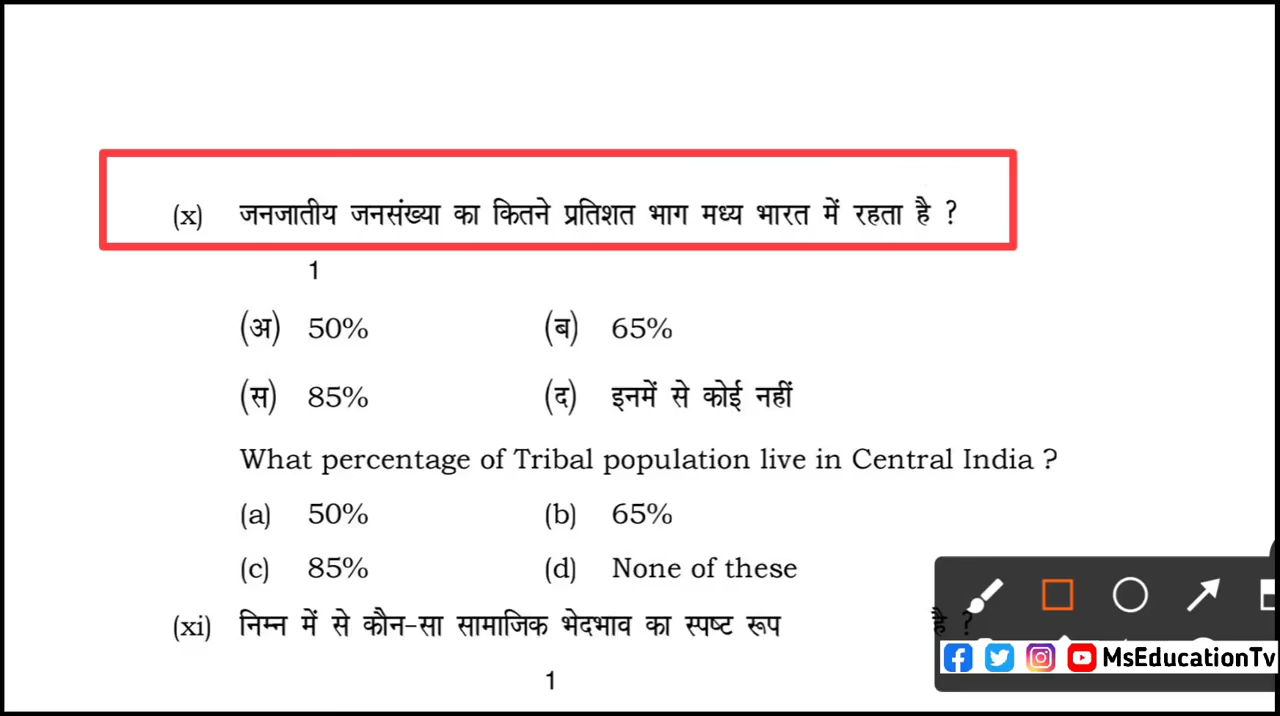 (x) जनजातीय जनसंख्या का कितने प्रतिशत भाग मध्य भारत में रहता है ?
1
(अ) 50% (ब) 65%
(स) 85% (द) इनमें से कोई नहीं
What percentage of Tribal population live in Central India ?
(a) 50% (b) 65%
(c) 85% (d) None of these
(xi) निम्न में से कौन-सा सामाजिक भेदभाव का स्पष्ट रूप है ?
MsEducationTv
1